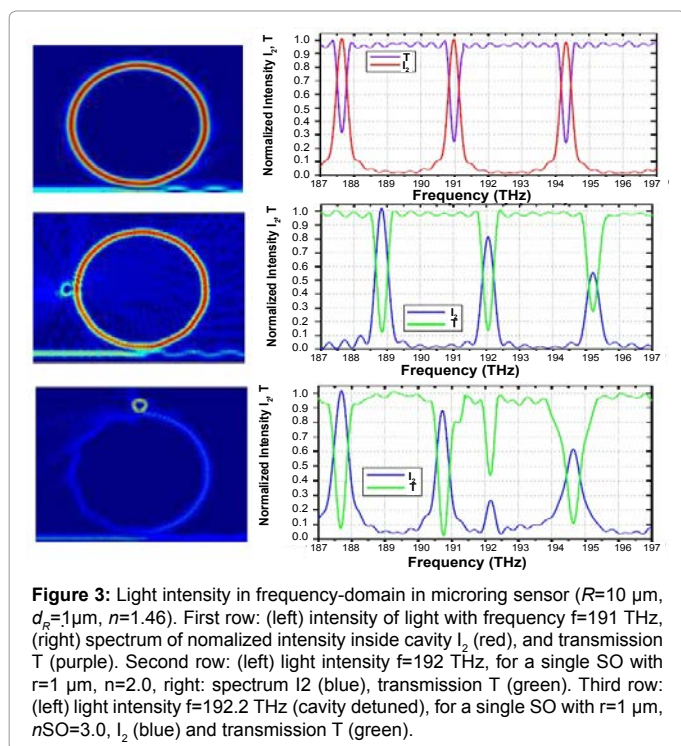 Normalized Intensity I2, T
1.0
0.9
0.8
0.7
0.6
0.5
0.4
0.3
0.2
0.1
0.0
T
I2
187 188 189 190 191 192 193 194 195 196 197
Frequency (THz)
Normalized Intensity I2, T
1.0
0.9
0.8
0.7
0.6
0.5
0.4
0.3
0.2
0.1
0.0
I2
T
187 188 189 190 191 192 193 194 195 196 197
Frequency (THz)
Normalized Intensity I2, T
1.0
0.9
0.8
0.7
0.6
0.5
0.4
0.3
0.2
0.1
0.0
I2
T
187 188 189 190 191 192 193 194 195 196 197
Frequency (THz)
Figure 3: Light intensity in frequency-domain in microring sensor (R=10 μm,
dR=1μm, n=1.46). First row: (left) intensity of light with frequency f=191 THz,
(right) spectrum of nomalized intensity inside cavity I2 (red), and transmission
T (purple). Second row: (left) light intensity f=192 THz, for a single SO with
r=1 μm, n=2.0, right: spectrum I2 (blue), transmission T (green). Third row:
(left) light intensity f=192.2 THz (cavity detuned), for a single SO with r=1 μm,
nSO=3.0, I2 (blue) and transmission T (green).